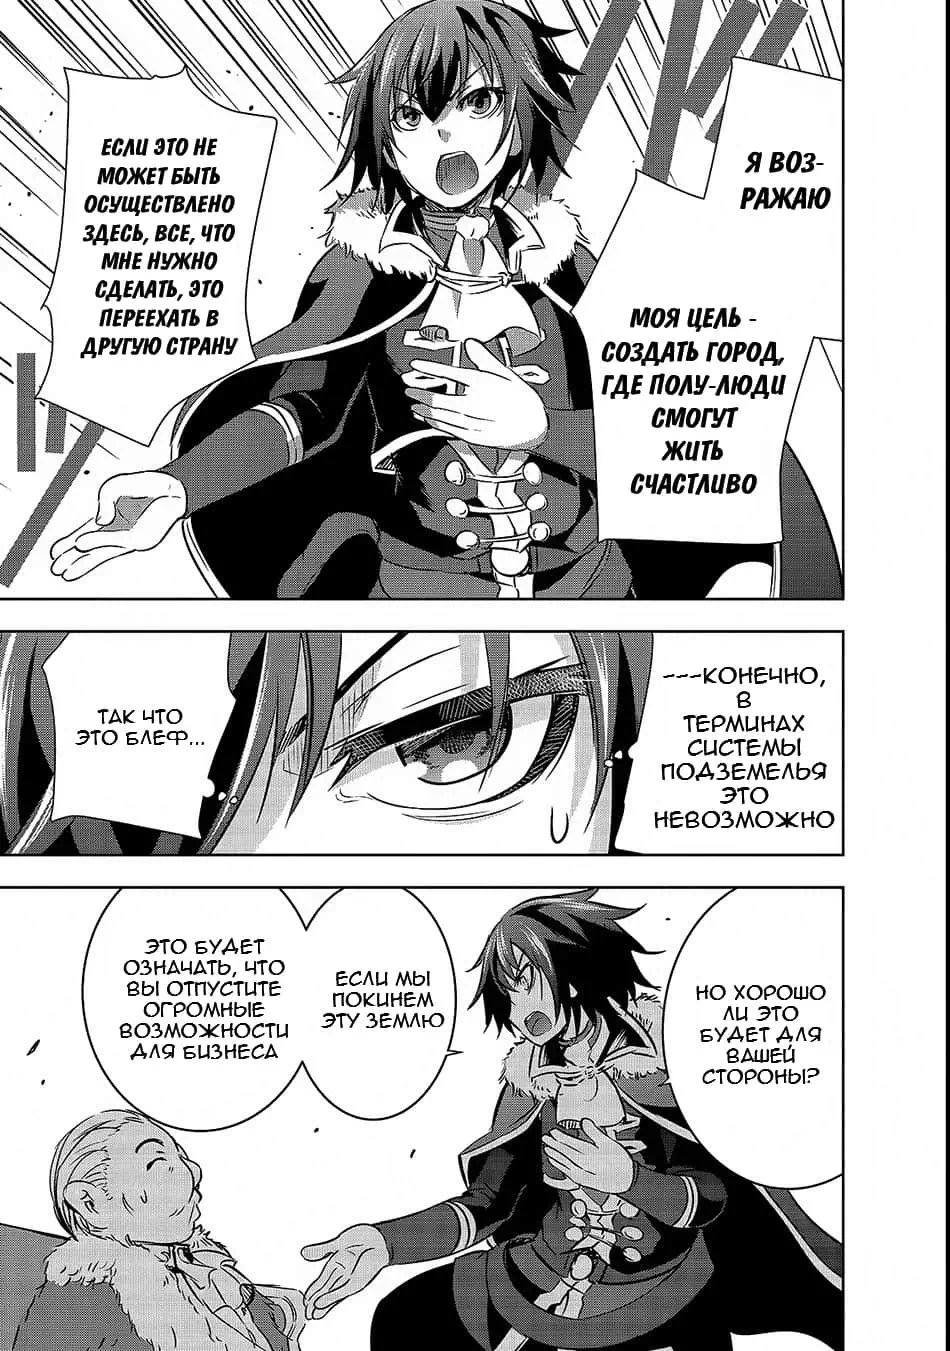 Я ВОЗ-
РАЖАЮ
МОЯ ЦЕЛЬ -
СОЗДАТЬ ГОРОД,
ГДЕ ПОЛУ-ЛЮДИ
СМОГУТ
ЖИТЬ
СЧАСТЛИВО
ЕСЛИ ЭТО НЕ
МОЖЕТ БЫТЬ
ОСУЩЕСТВЛЕНО
ЗДЕСЬ, ВСЕ, ЧТО
МНЕ НУЖНО
СДЕЛАТЬ, ЭТО
ПЕРЕЕХАТЬ В
ДРУГУЮ СТРАНУ
---КОНЕЧНО,
В
ТЕРМИНАХ
СИСТЕМЫ
ПОДЗЕМЕЛЬЯ
ЭТО
НЕВОЗМОЖНО
ТАК ЧТО
ЭТО БЛЕФ...
НО ХОРОШО
ЛИ ЭТО
БУДЕТ ДЛЯ
ВАШЕЙ
СТОРОНЫ?
ЕСЛИ МЫ
ПОКИНЕМ
ЭТУ ЗЕМЛЮ
ЭТО БУДЕТ
ОЗНАЧАТЬ, ЧТО
ВЫ ОТПУСТИТЕ
ОГРОМНЫЕ
ВОЗМОЖНОСТИ
ДЛЯ БИЗНЕСА